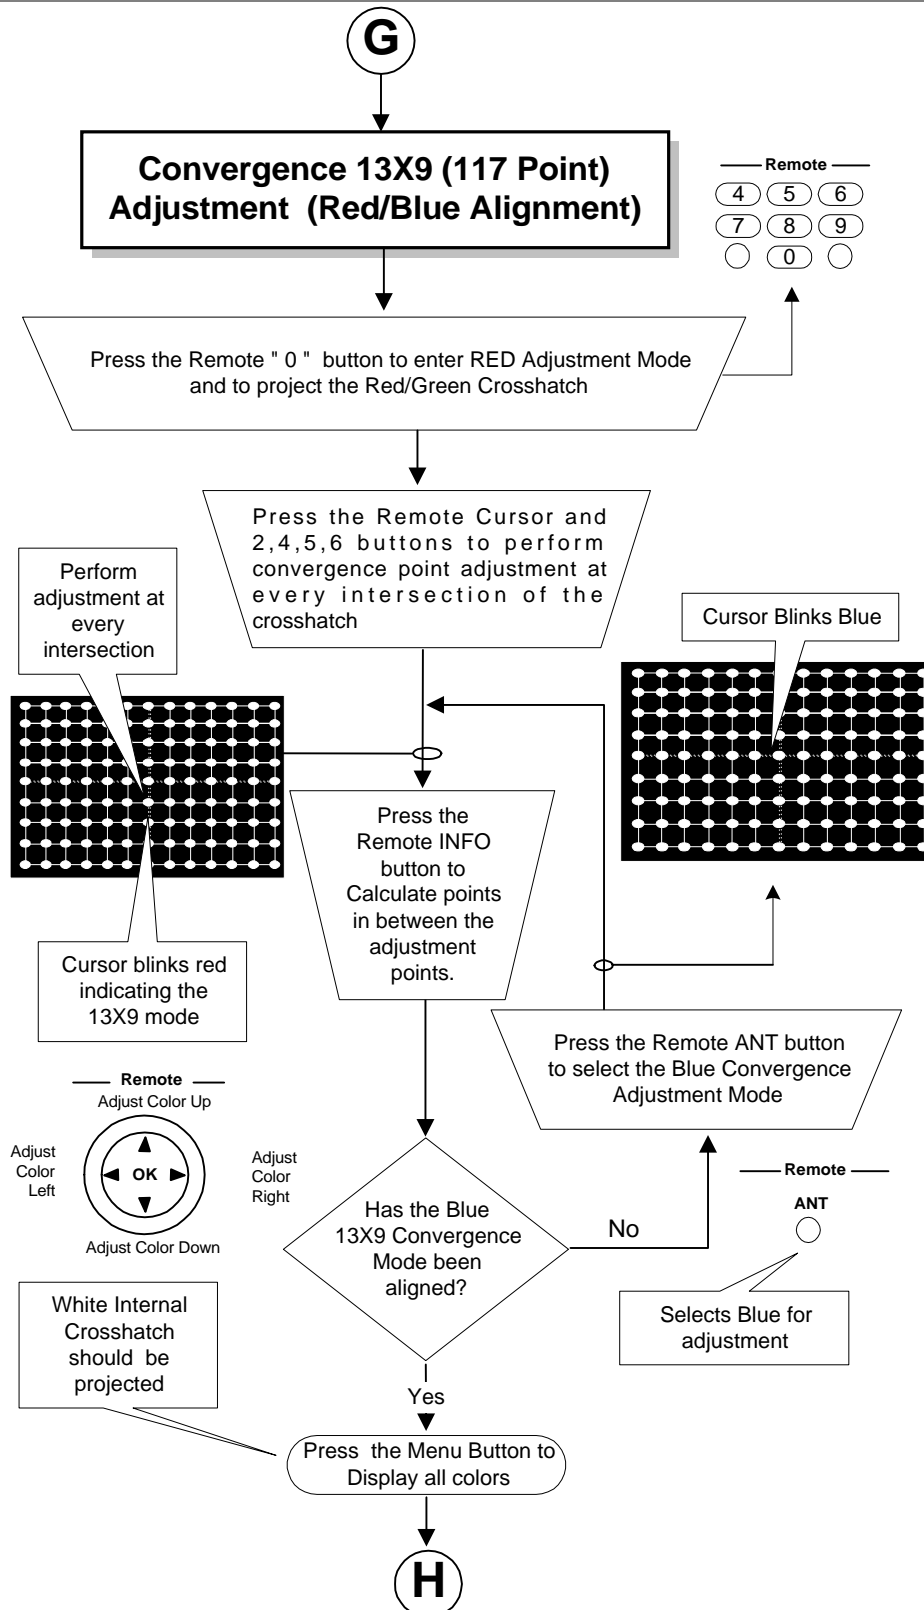 G
Convergence 13X9 (117 Point)
Adjustment (Red/Blue Alignment)
Remote
4 5 6
7 8 9
0
Press the Remote " 0 " button to enter RED Adjustment Mode
and to project the Red/Green Crosshatch
Press the Remote Cursor and
2,4,5,6 buttons to perform
convergence point adjustment at
every intersection of the
crosshatch
Perform
adjustment at
every
intersection
Cursor Blinks Blue
Press the
Remote INFO
button to
Calculate points
in between the
adjustment
points.
Cursor blinks red
indicating the
13X9 mode
Press the Remote ANT button
to select the Blue Convergence
Adjustment Mode
Remote
Adjust Color Up
Adjust
Color
Left
OK
Adjust
Color
Right
Adjust Color Down
Has the Blue
13X9 Convergence
Mode been
aligned?
No
Remote
ANT
Selects Blue for
adjustment
White Internal
Crosshatch
should be
projected
Yes
Press the Menu Button to
Display all colors
H